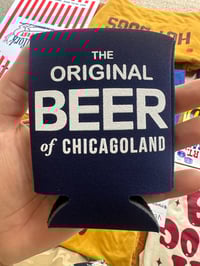 THE
ORIGINAL
BEER
of CHICAGOLAND